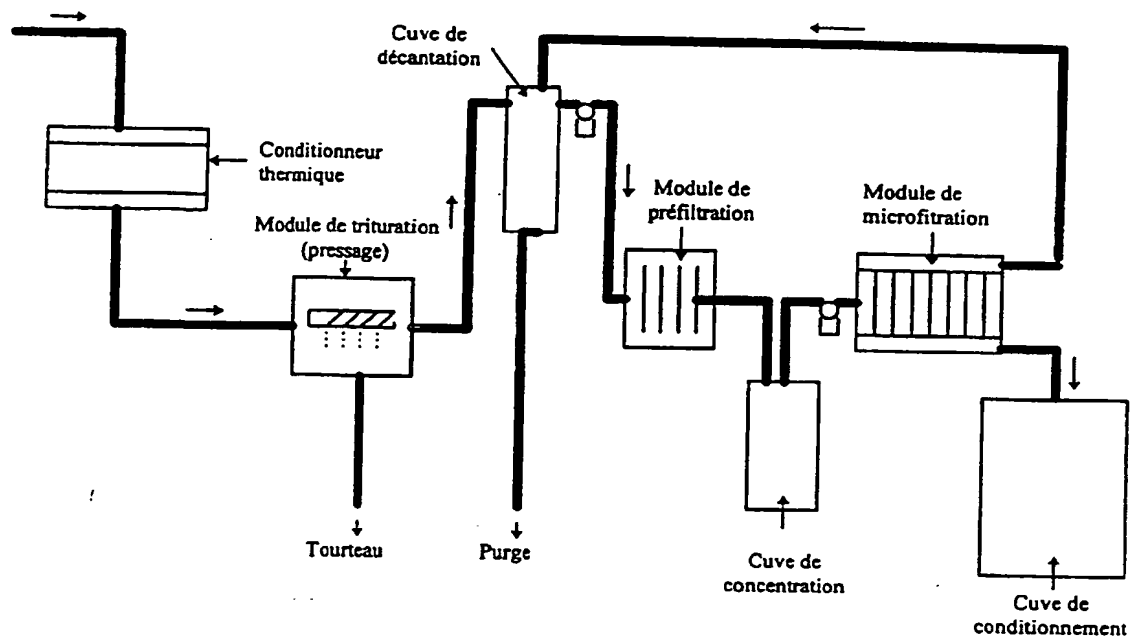 Cuve de
décantation
Conditionneur
thermique
Module de trituration
(pressage)
Module de
préfiltration
Module de
microfitration
Tourteau
Purge
Cuve de
concentration
Cuve de
conditionnement